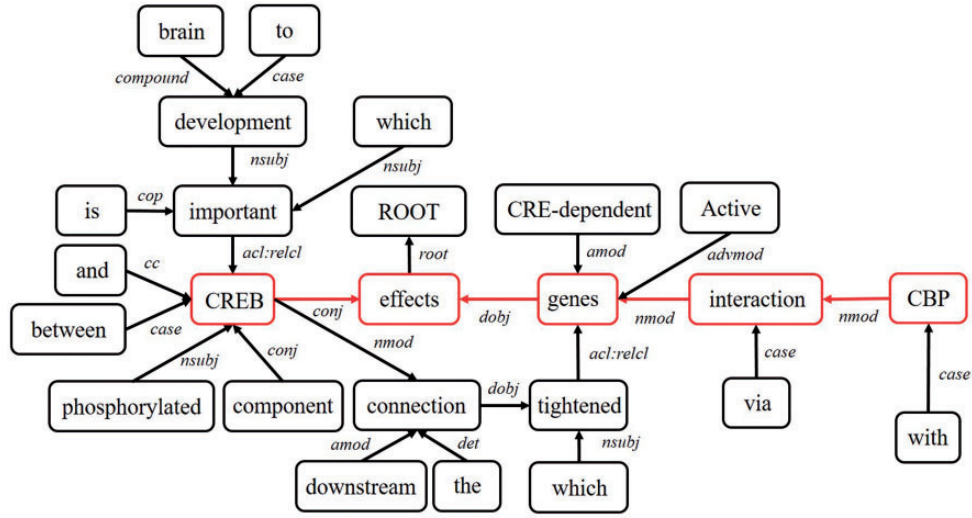 brain to
compound case
development which
nsubj nsubj
is cop important ROOT CRE-dependent Active
and cc acl:relcl root amod advmod
CREB effects genes interaction CBP
between case conj dobj nmod nmod
nsubj conj nmod acl:relcl case case
phosphorylated component connection dobj tightened via
amod det nsubj with
downstream the which